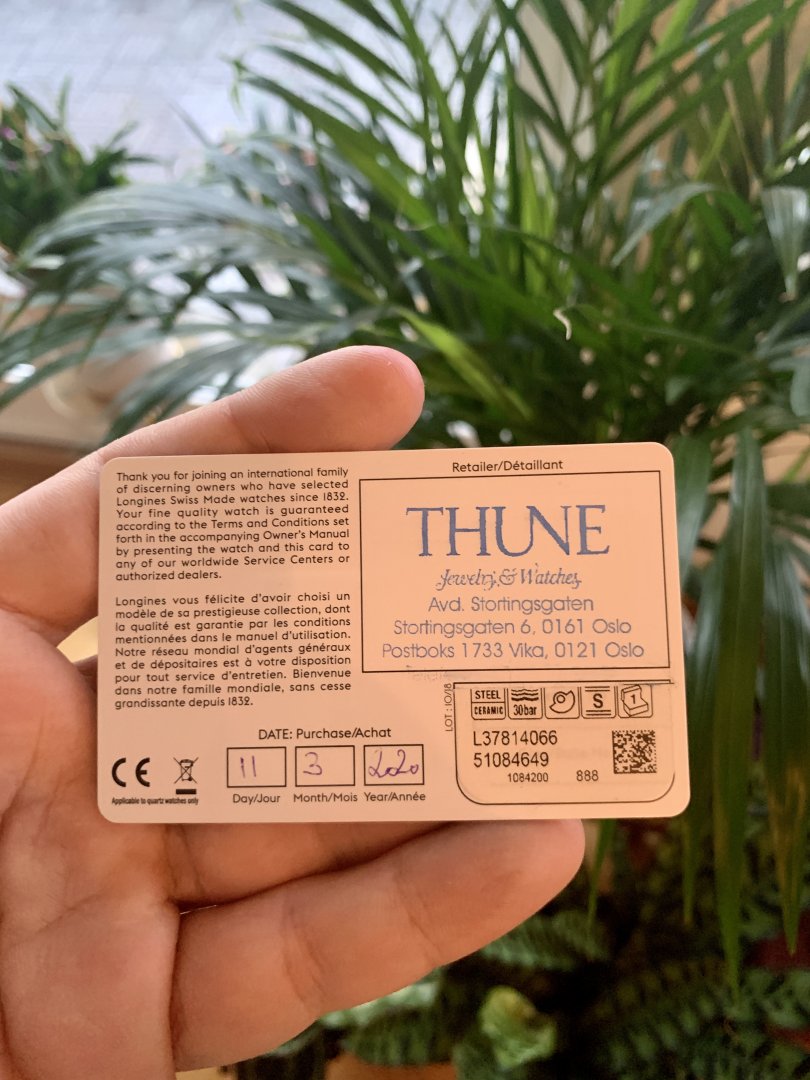 Thank you for joining an international family
of discerning owners who have selected
Longines Swiss Made watches since 1832.
Your fine quality watch is guaranteed
according to the Terms and Conditions set
forth in the accompanying Owner's Manual
by presenting the watch and this card to
any of our worldwide Service Centers or
authorized dealers.
Longines vous félicite d'avoir choisi un
modèle de sa prestigieuse collection, dont
la qualité est garantie par les conditions
mentionnées dans le manuel d'utilisation.
Notre réseau mondial d'agents généraux
et de dépositaires est à votre disposition
pour tout service d'entretien. Bienvenue
dans notre famille mondiale, sans cesse
grandissante depuis 1832.
DATE: Purchase/Achat
11 3 2020
Day/Jour Month/Mois Year/Année
CE
Applicable to quartz watches only
Retailer/Détaillant
THUNE
Jewelry & Watches
Avd. Stortingsgaten
Stortingsgaten 6, 0161 Oslo
Postboks 1733 Vika, 0121 Oslo
LOT : 10/18
STEEL
CERAMIC
30bar
S
1
L37814066
51084649
1084200 888